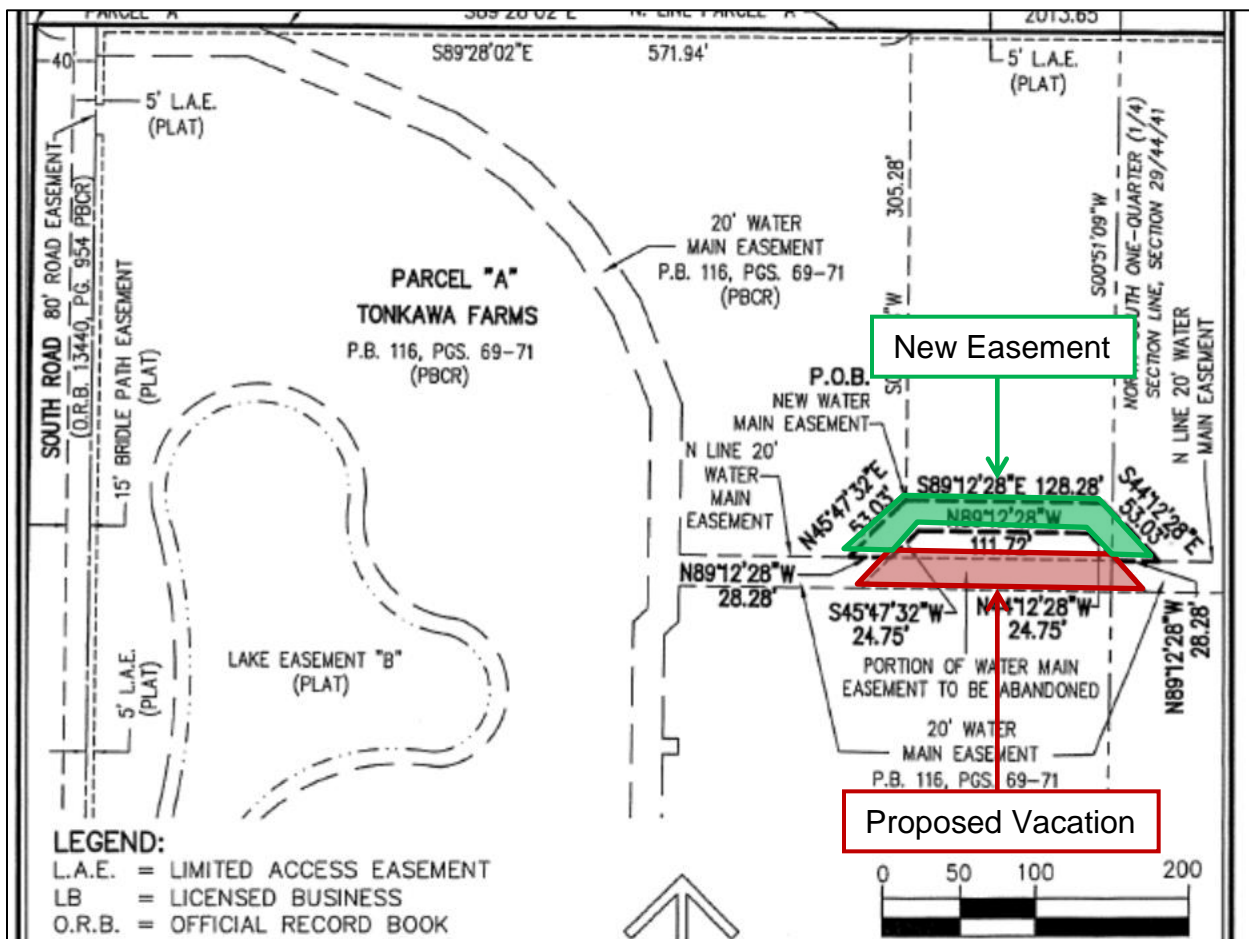 PARCEL "A"
S89°28'02"E
N. LINE PARCEL "A"
2013.65
40'
S89°28'02"E 571.94'
5' L.A.E.
(PLAT)
5' L.A.E.
(PLAT)
SOUTH ROAD 80' ROAD EASEMENT
(O.R.B. 13440, PG. 954 PBCR)
15' BRIDLE PATH EASEMENT
(PLAT)
PARCEL "A"
TONKAWA FARMS
P.B. 116, PGS. 69-71
(PBCR)
20' WATER
MAIN EASEMENT
P.B. 116, PGS. 69-71
(PBCR)
305.28'
S00°51'09"W
SOUTH ONE-QUARTER (1/4)
SECTION LINE, SECTION 29/44/41
N LINE 20' WATER
MAIN EASEMENT
New Easement
P.O.B.
NEW WATER
MAIN EASEMENT
N LINE 20'
WATER
MAIN
EASEMENT
N45°47'32"E
53.03'
S89°12'28"E 128.28'
N89°12'28"W
111.72'
S44°12'28"E
53.03'
N89°12'28"W
28.28'
S45°47'32"W
24.75'
12'28"W
24.75'
N89°12'28"W
28.28'
PORTION OF WATER MAIN
EASEMENT TO BE ABANDONED
LAKE EASEMENT "B"
(PLAT)
5' L.A.E.
(PLAT)
20' WATER
MAIN EASEMENT
P.B. 116, PGS. 69-71
Proposed Vacation
LEGEND:
L.A.E. = LIMITED ACCESS EASEMENT
LB = LICENSED BUSINESS
O.R.B. = OFFICIAL RECORD BOOK
0 50 100 200